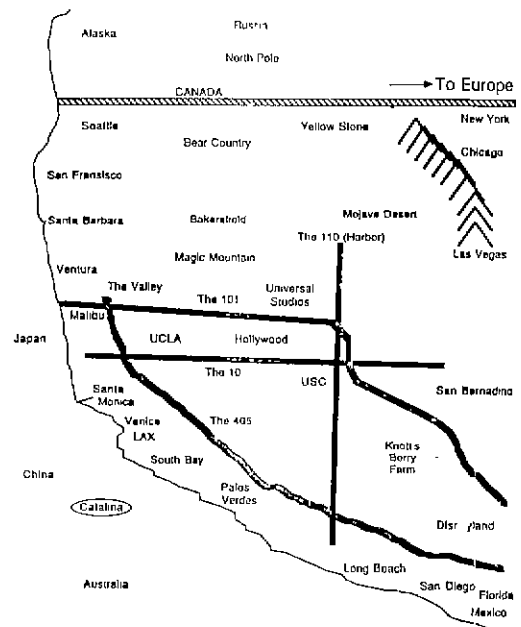 Alaska
Russia
North Pole
To Europe
CANADA
New York
Seattle
Yellow Stone
Bear Country
Chicago
San Fransisco
Santa Barbara
Bakersfield
Mojave Desert
The 110 (Harbor)
Magic Mountain
Las Vegas
Ventura
The Valley
Universal
Studios
The 101
Malibu
Japan
UCLA
Hollywood
The 10
USC
San Bernadino
Santa
Monica
Venice
LAX
The 405
Knott's
Berry
Farm
South Bay
China
Palos
Verdes
Catalina
Disneyland
Long Beach
Australia
San Diego
Florida
Mexico